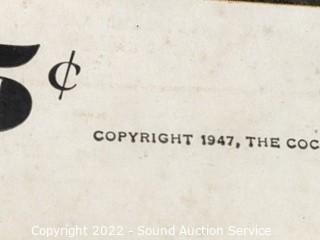 5¢
COPYRIGHT 1947, THE COC
Copyright 2022 - Sound Auction Service